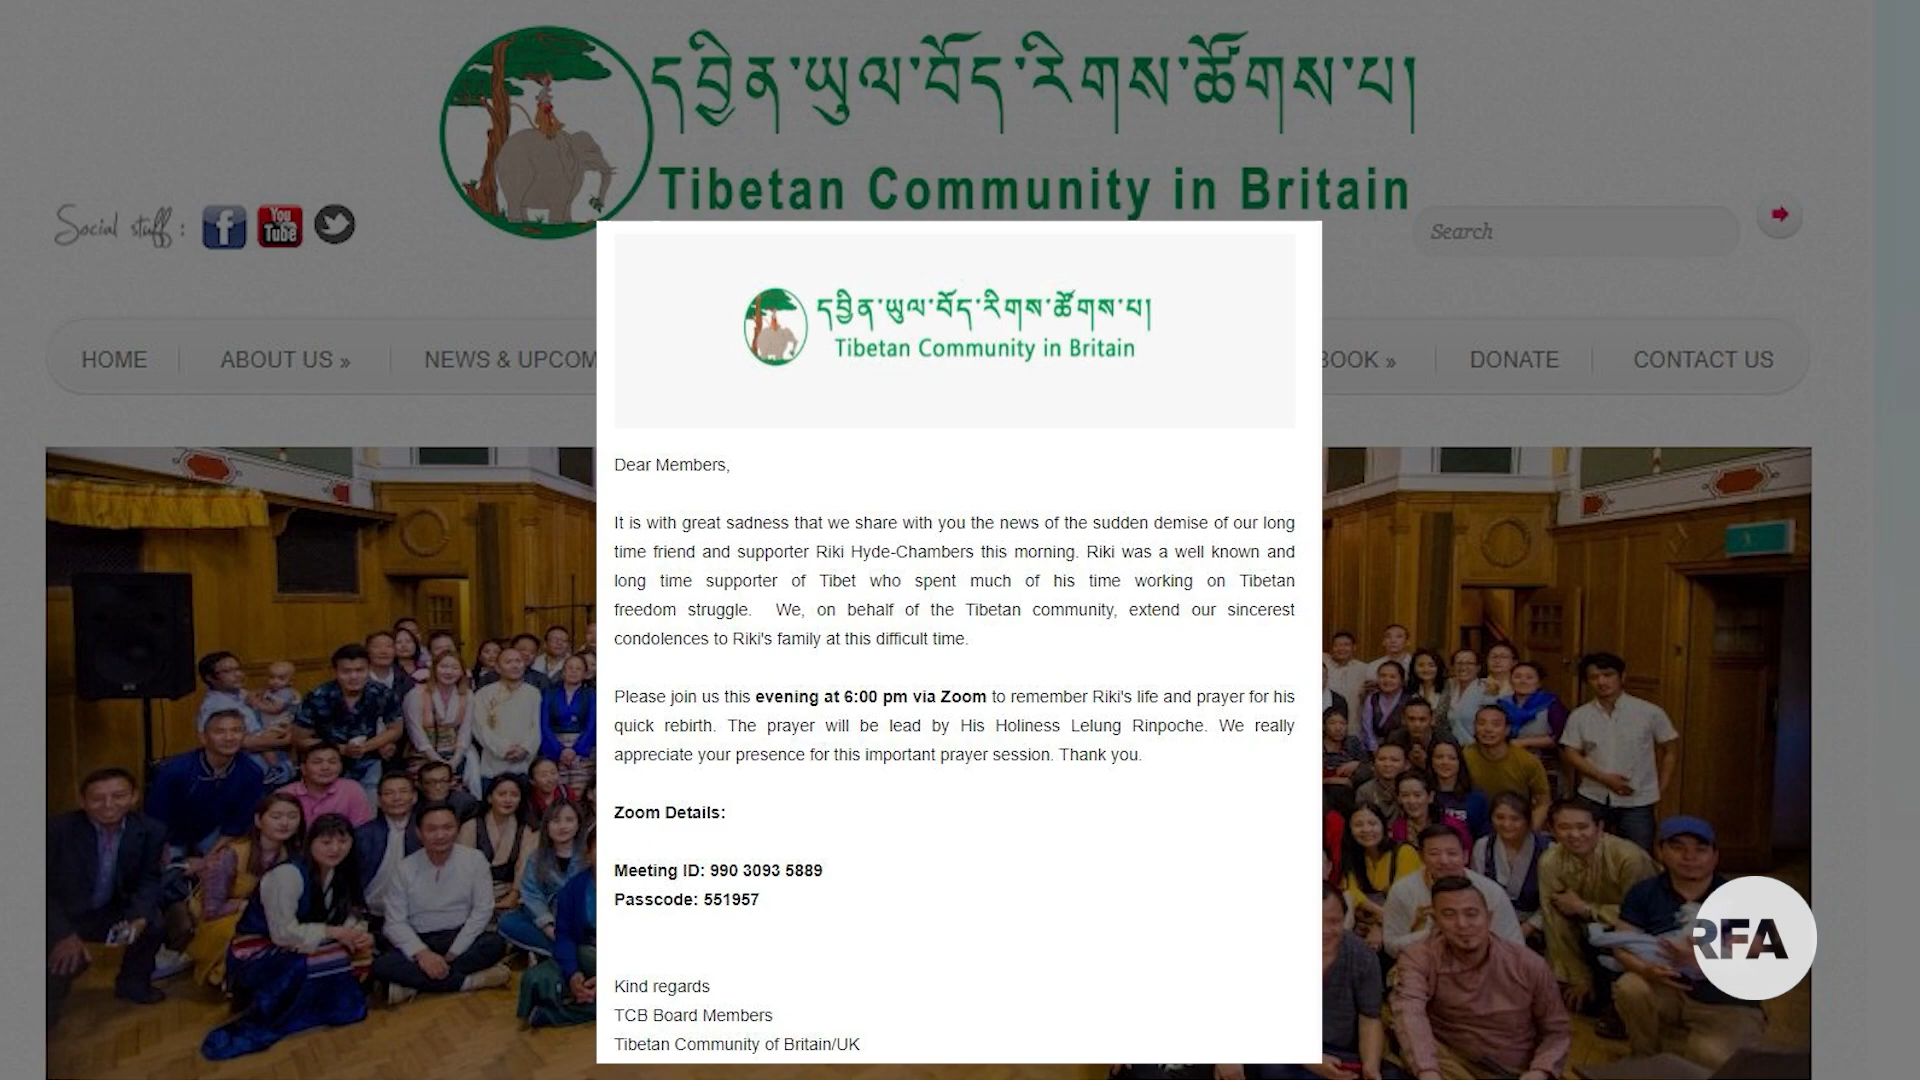 དབྱིན་ཡུལ་བོད་རིགས་ཚོགས་པ།
Tibetan Community in Britain
Social stuff :
f
You
Tube
Search
HOME
ABOUT US »
NEWS & UPCOM
BOOK »
DONATE
CONTACT US
དབྱིན་ཡུལ་བོད་རིགས་ཚོགས་པ།
Tibetan Community in Britain
Dear Members,
It is with great sadness that we share with you the news of the sudden demise of our long
time friend and supporter Riki Hyde-Chambers this morning. Riki was a well known and
long time supporter of Tibet who spent much of his time working on Tibetan
freedom struggle. We, on behalf of the Tibetan community, extend our sincerest
condolences to Riki's family at this difficult time.
Please join us this evening at 6:00 pm via Zoom to remember Riki's life and prayer for his
quick rebirth. The prayer will be lead by His Holiness Lelung Rinpoche. We really
appreciate your presence for this important prayer session. Thank you.
Zoom Details:
Meeting ID: 990 3093 5889
Passcode: 551957
Kind regards
TCB Board Members
Tibetan Community of Britain/UK
RFA